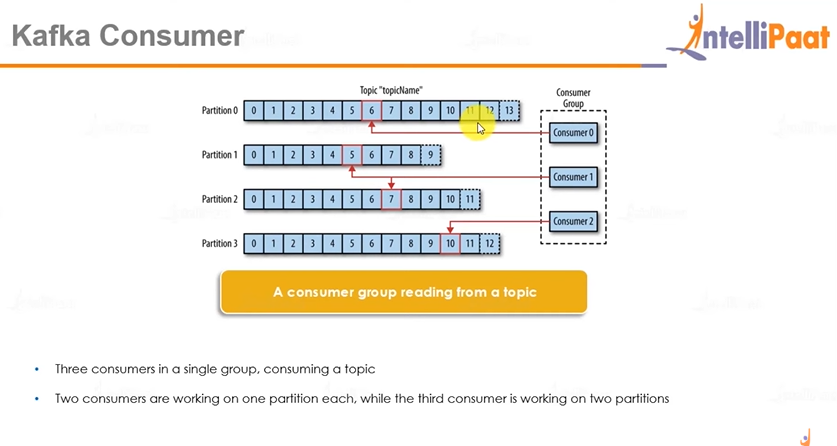 Kafka Consumer
IntelliPaat
Topic "topicName"
Consumer
Group
Partition 0 0 1 2 3 4 5 6 7 8 9 10 11 12 13
Consumer 0
Partition 1 0 1 2 3 4 5 6 7 8 9
Consumer 1
Partition 2 0 1 2 3 4 5 6 7 8 9 10 11
Consumer 2
Partition 3 0 1 2 3 4 5 6 7 8 9 10 11 12
A consumer group reading from a topic
• Three consumers in a single group, consuming a topic
• Two consumers are working on one partition each, while the third consumer is working on two partitions